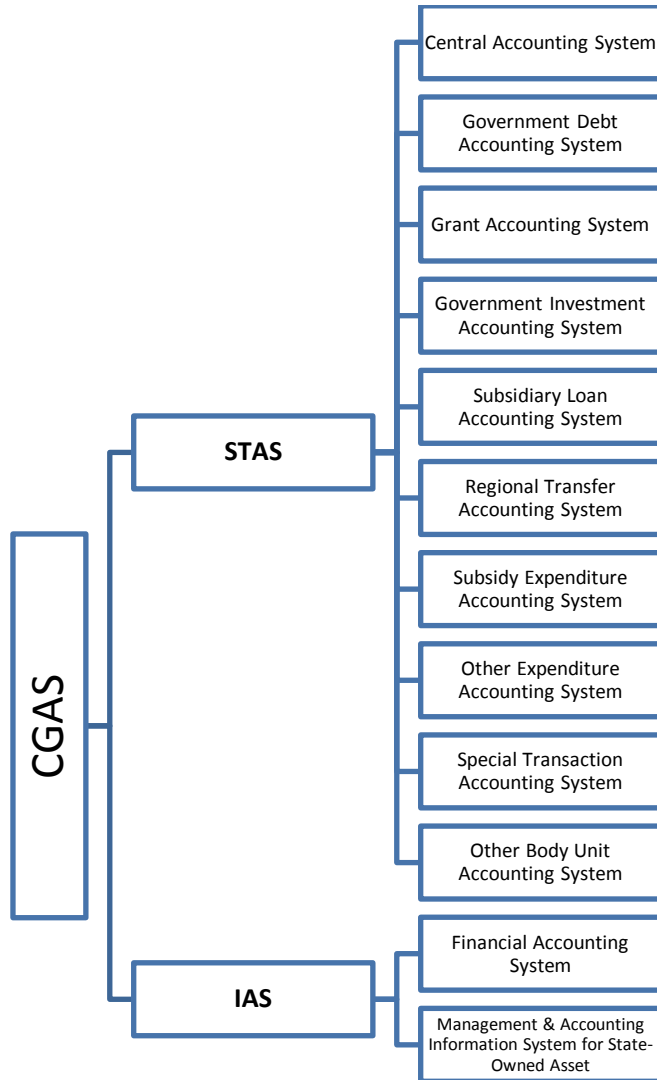 Central Accounting System
Government Debt
Accounting System
Grant Accounting System
Government Investment
Accounting System
Subsidiary Loan
Accounting System
STAS
Regional Transfer
Accounting System
Subsidy Expenditure
Accounting System
Other Expenditure
Accounting System
CGAS
Special Transaction
Accounting System
Other Body Unit
Accounting System
Financial Accounting
System
IAS
Management & Accounting
Information System for State-
Owned Asset